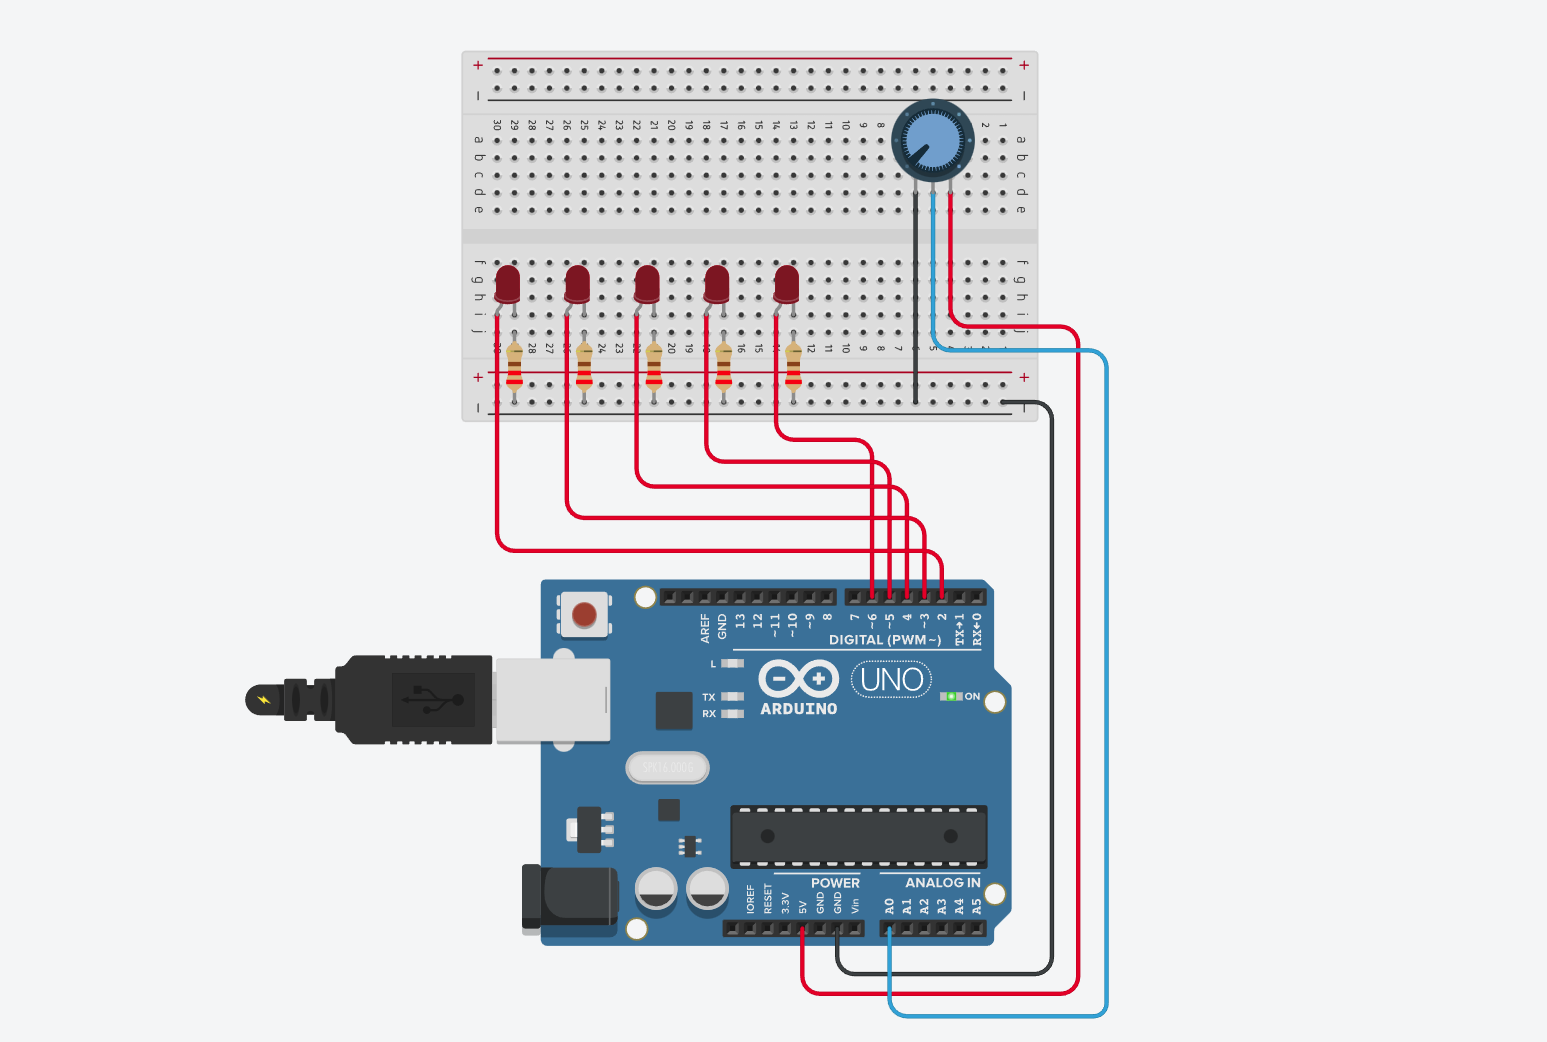 + +
− −
30 29 28 27 26 25 24 23 22 21 20 19 18 17 16 15 14 13 12 11 10 9 8 2 1
a a
b b
c c
d d
e e
f f
g g
h h
i i
j j
28 27 24 23 20 19 16 15 12 11 10 9 8 7 5
+ +
− −
AREF
GND
13
12
~11
~10
~9
~8
7
~6
~5
4
~3
2
TX→1
RX←0
DIGITAL (PWM~)
L
TX
RX
ARDUINO
UNO
ON
SPK16.000G
IOREF
RESET
3.3V
5V
GND
GND
Vin
POWER
ANALOG IN
A0
A1
A2
A3
A4
A5